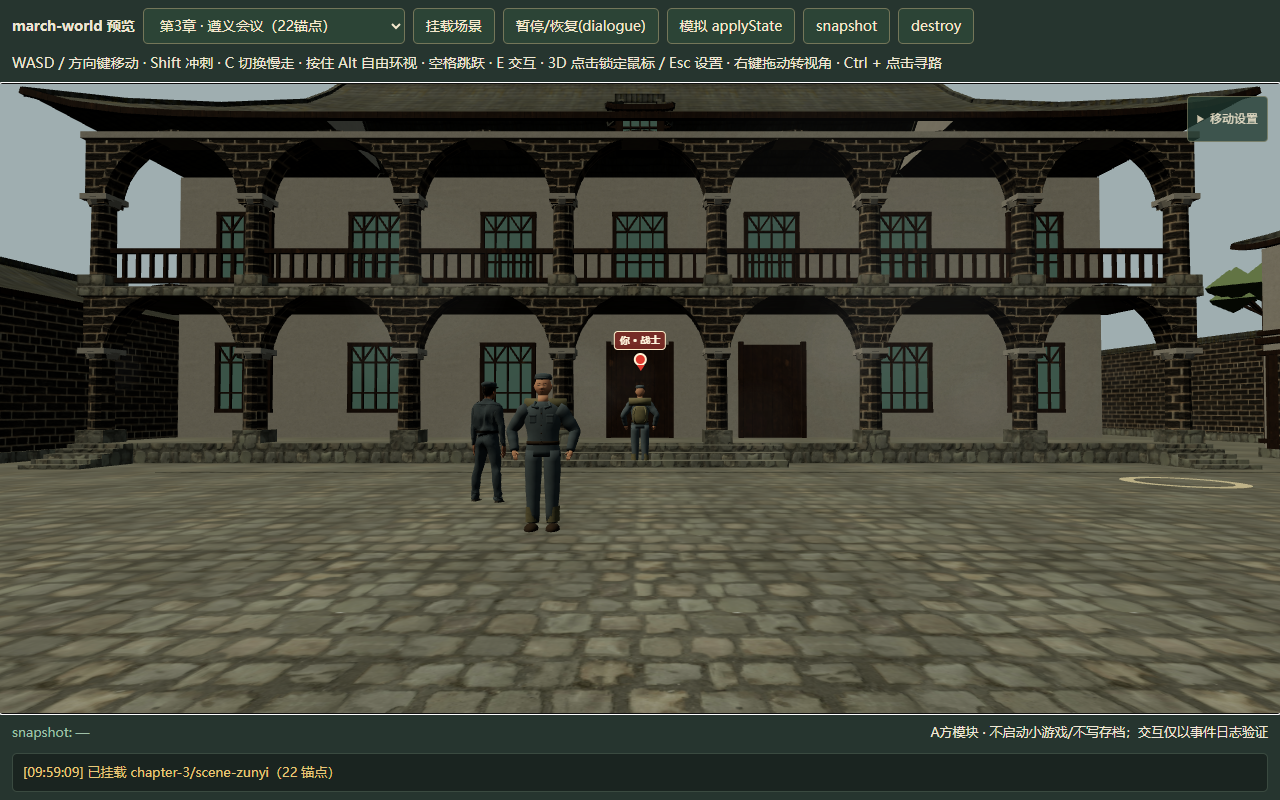 march-world 预览
第3章 · 遵义会议（22锚点）
挂载场景
暂停/恢复(dialogue)
模拟 applyState
snapshot
destroy
WASD / 方向键移动 · Shift 冲刺 · C 切换慢走 · 按住 Alt 自由环视 · 空格跳跃 · E 交互 · 3D 点击锁定鼠标 / Esc 设置 · 右键拖动转视角 · Ctrl + 点击寻路
▶ 移动设置
你·战士
snapshot: —
A方模块 · 不启动小游戏/不写存档；交互仅以事件日志验证
[09:59:09] 已挂载 chapter-3/scene-zunyi（22 锚点）